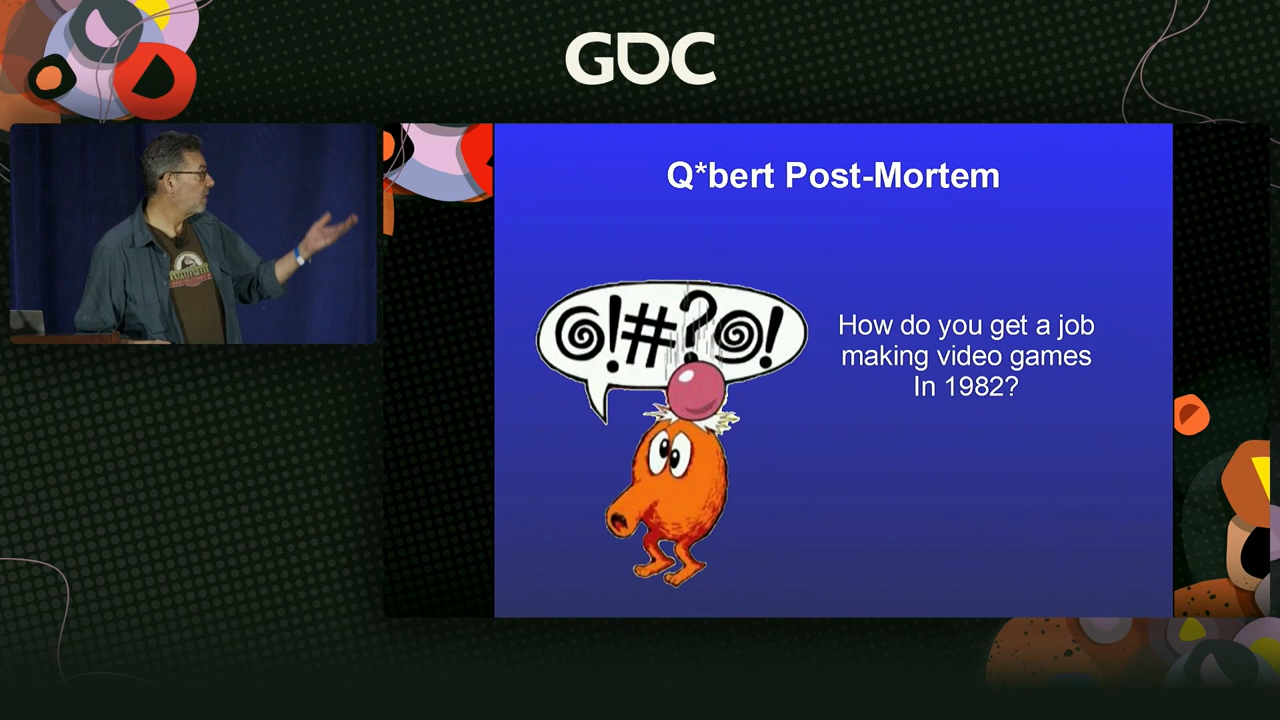 GDC
Q*bert Post-Mortem
@!#?@!
How do you get a job
making video games
In 1982?